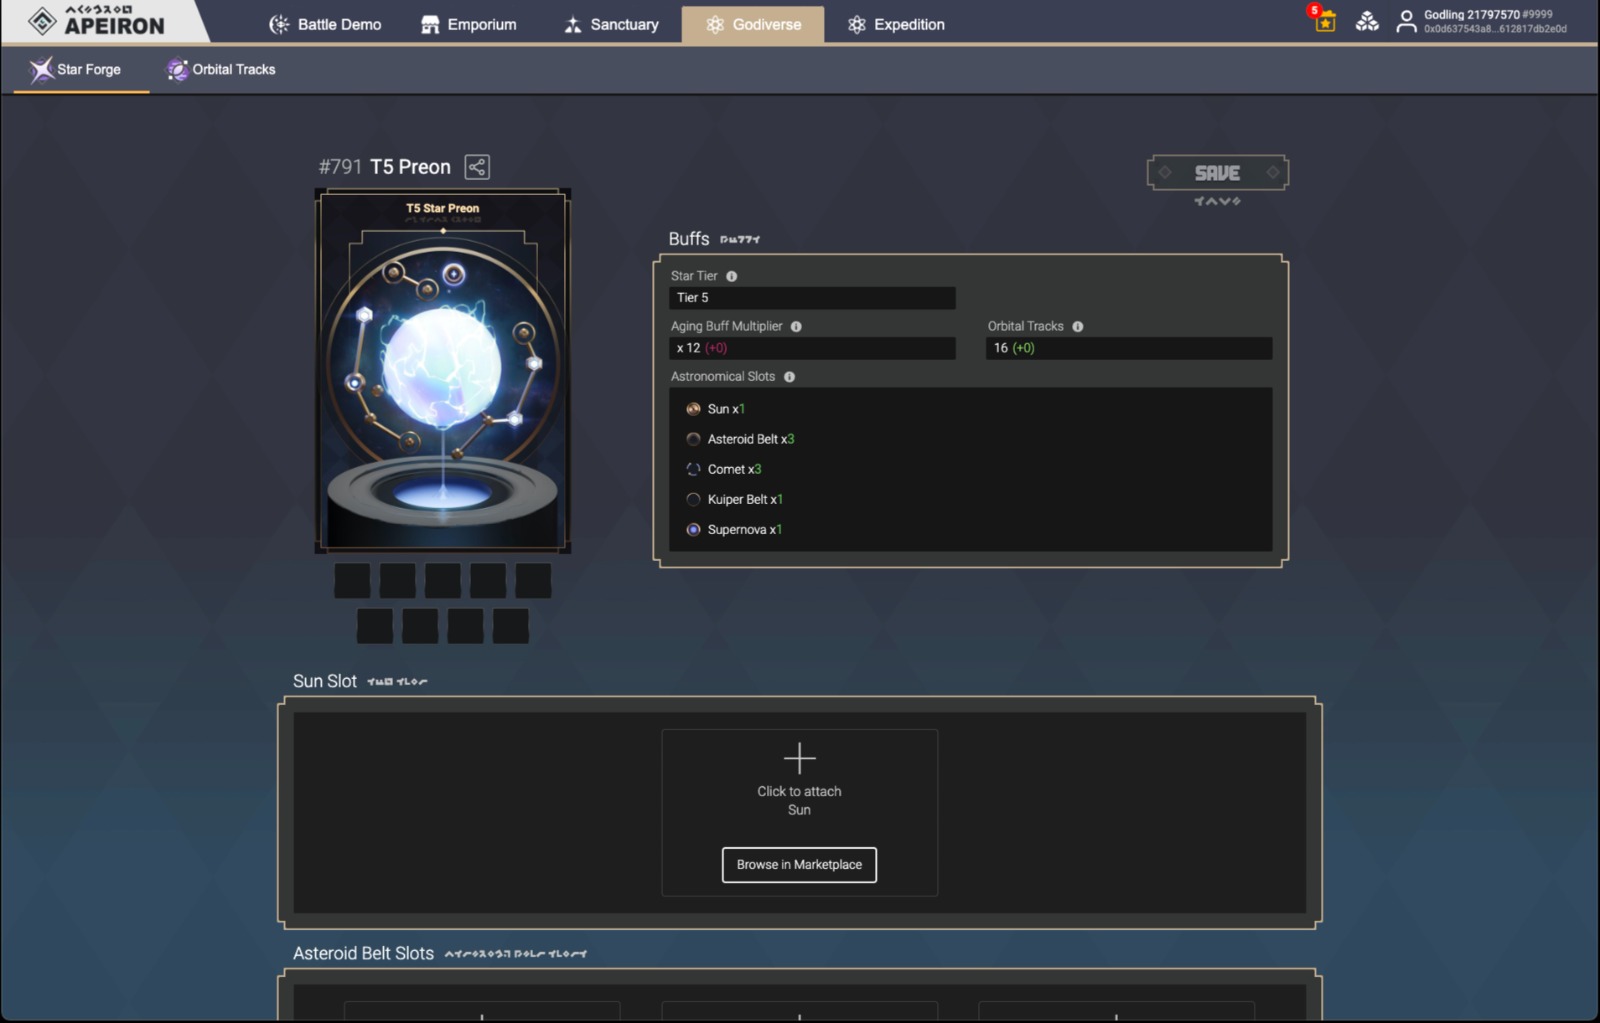 APEIRON
Battle Demo
Emporium
Sanctuary
Godiverse
Expedition
5
Godling 21797570 #9999
0x0d637543a8...612817db2e0d
Star Forge
Orbital Tracks
#791 T5 Preon
SAVE
T5 Star Preon
Buffs
Star Tier
Tier 5
Aging Buff Multiplier
Orbital Tracks
x 12 (+0)
16 (+0)
Astronomical Slots
Sun x1
Asteroid Belt x3
Comet x3
Kuiper Belt x1
Supernova x1
Sun Slot
Click to attach
Sun
Browse in Marketplace
Asteroid Belt Slots